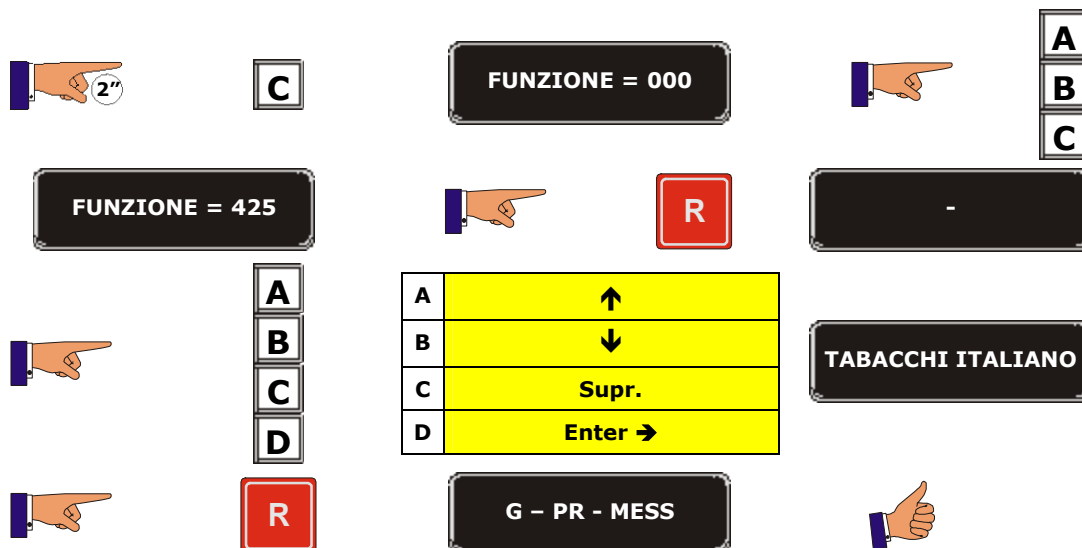 2”
C
FUNZIONE = 000
A
B
C
FUNZIONE = 425
R
-
A
B
C
D
A ↑
B ↓
C Supr.
D Enter →
TABACCHI ITALIANO
R
G – PR - MESS